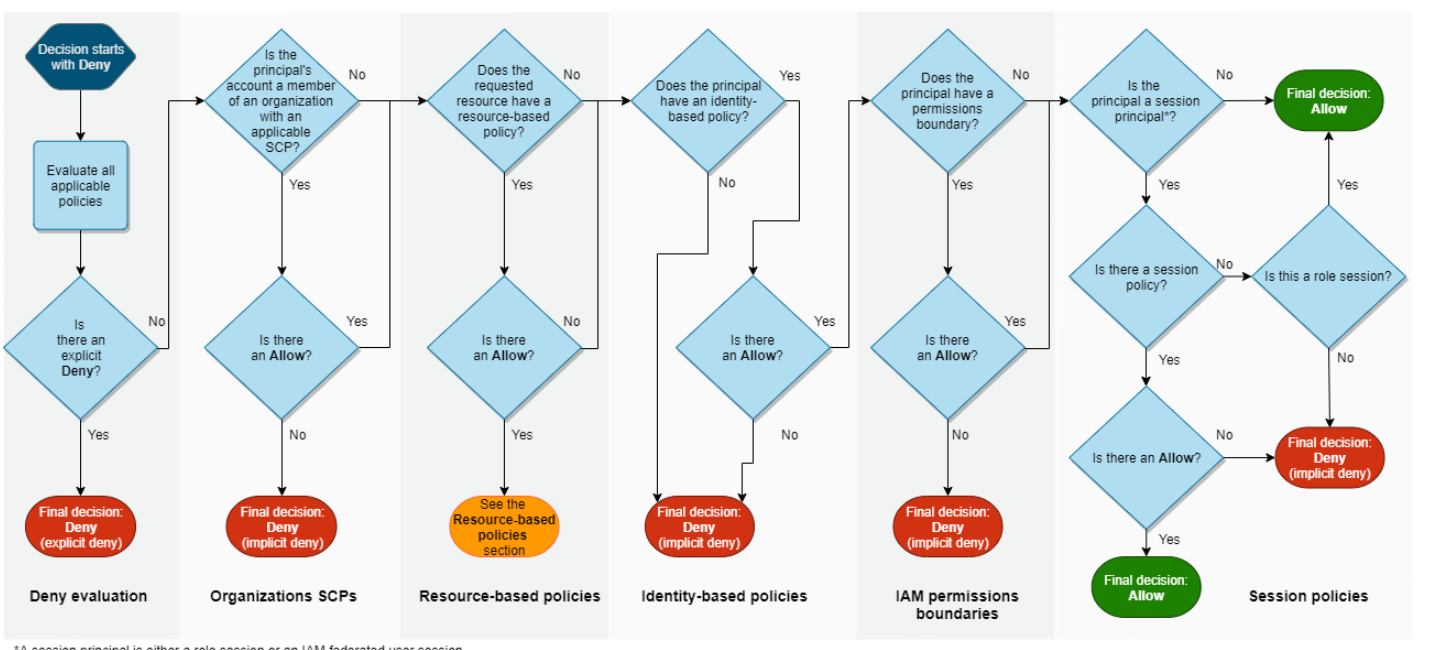 Decision starts
with Deny
Evaluate all
applicable
policies
Is
there an
explicit
Deny?
No
Yes
Final decision:
Deny
(explicit deny)
Deny evaluation
Is the
principal's
account a member
of an organization
with an
applicable
SCP?
No
Yes
Is there
an Allow?
Yes
No
Final decision:
Deny
(implicit deny)
Organizations SCPs
Does the
requested
resource have a
resource-based
policy?
No
Yes
Is there
an Allow?
No
Yes
See the
Resource-based
policies
section
Resource-based policies
Does the principal
have an identity-
based policy?
Yes
No
Is there
an Allow?
Yes
No
Final decision:
Deny
(implicit deny)
Identity-based policies
Does the
principal have a
permissions
boundary?
No
Yes
Is there
an Allow?
Yes
No
Final decision:
Deny
(implicit deny)
IAM permissions
boundaries
Is the
principal a session
principal*?
No
Final decision:
Allow
Yes
Yes
Is there a session
policy?
No
Is this a role session?
Yes
No
Is there an Allow?
No
Final decision:
Deny
(implicit deny)
Yes
Final decision:
Allow
Session policies
*A session principal is either a role session or an IAM federated user session